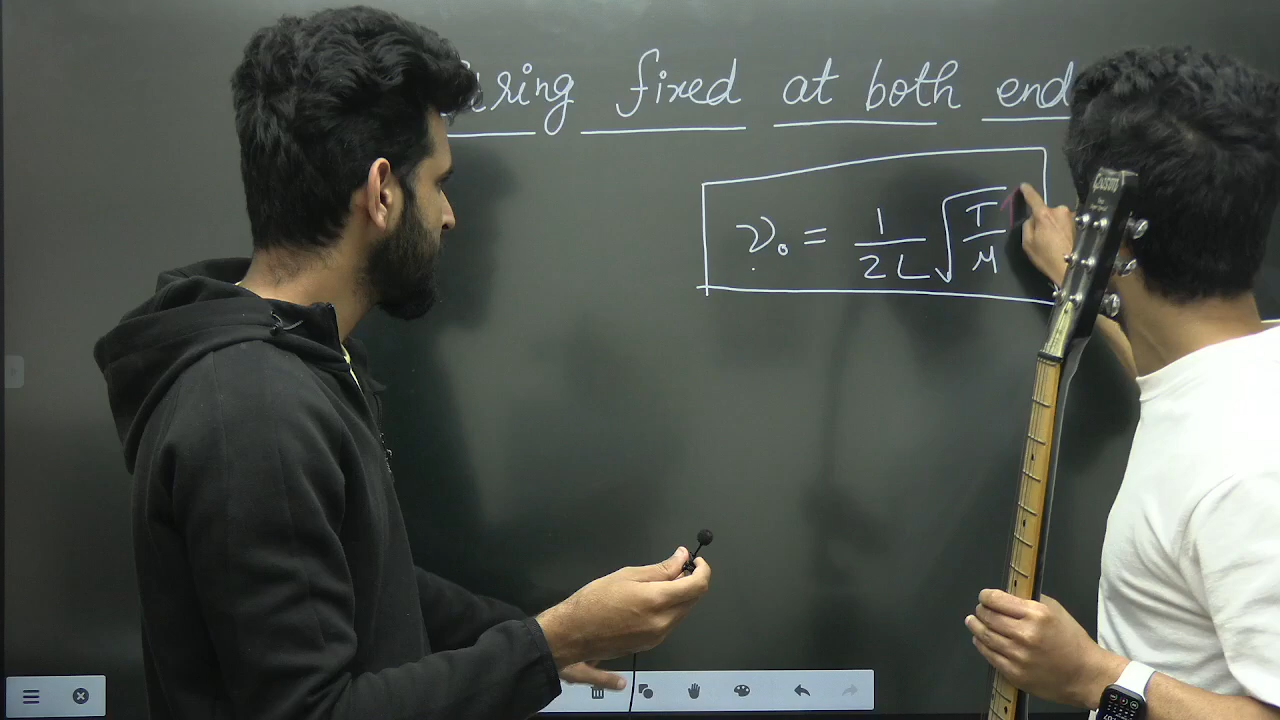 fixed at both end
ν₀ = 1/2L √T/μ